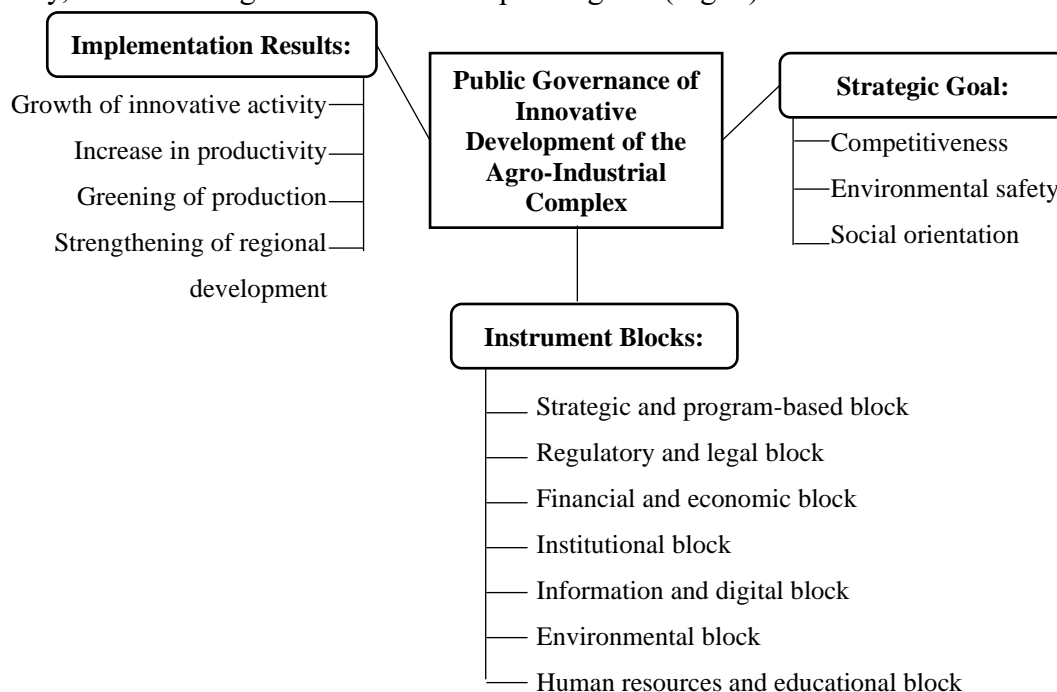 Implementation Results:
Growth of innovative activity
Increase in productivity
Greening of production
Strengthening of regional
development
Public Governance of
Innovative
Development of the
Agro-Industrial
Complex
Strategic Goal:
Competitiveness
Environmental safety
Social orientation
Instrument Blocks:
Strategic and program-based block
Regulatory and legal block
Financial and economic block
Institutional block
Information and digital block
Environmental block
Human resources and educational block